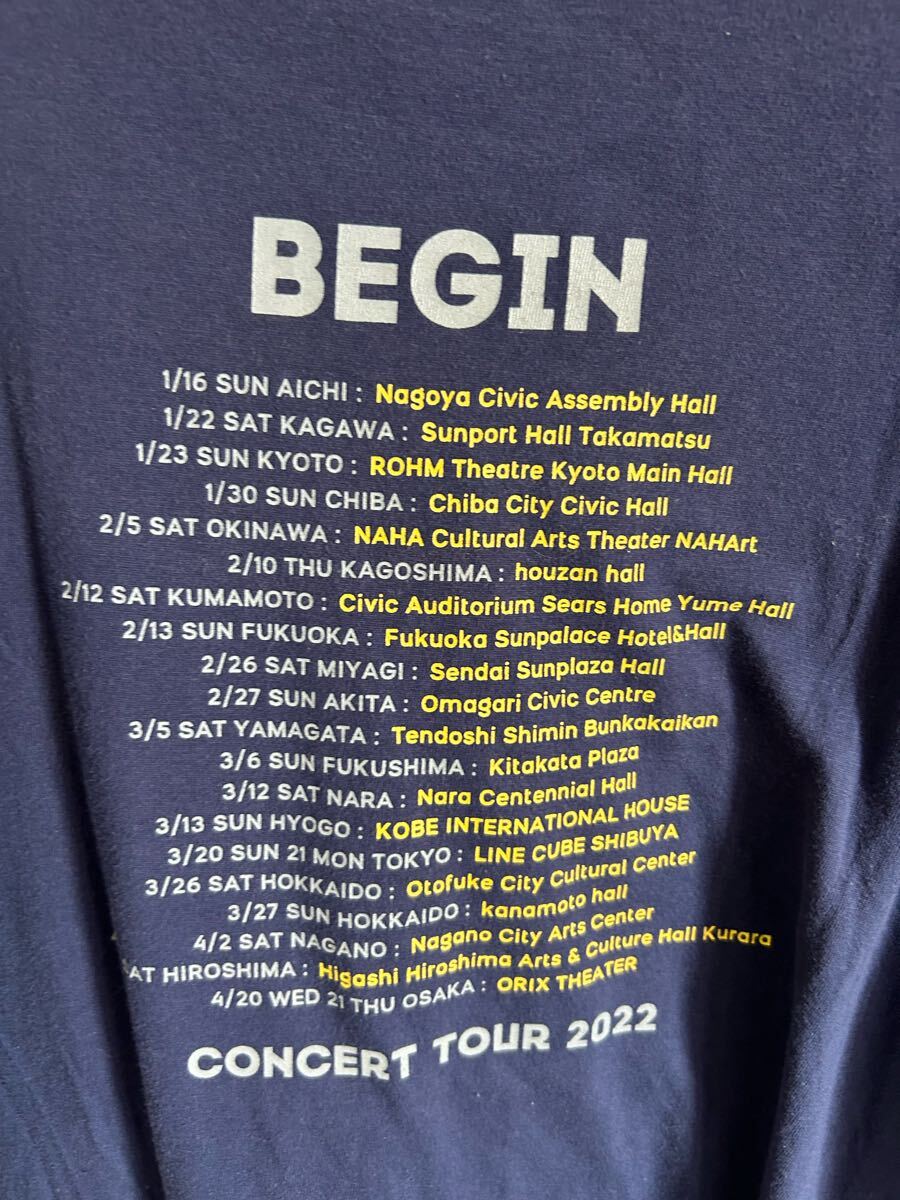 BEGIN
1/16 SUN AICHI : Nagoya Civic Assembly Hall
1/22 SAT KAGAWA : Sunport Hall Takamatsu
1/23 SUN KYOTO : ROHM Theatre Kyoto Main Hall
1/30 SUN CHIBA : Chiba City Civic Hall
2/5 SAT OKINAWA : NAHA Cultural Arts Theater NAHArt
2/10 THU KAGOSHIMA : houzan hall
2/12 SAT KUMAMOTO : Civic Auditorium Sears Home Yume Hall
2/13 SUN FUKUOKA : Fukuoka Sunpalace Hotel&Hall
2/26 SAT MIYAGI : Sendai Sunplaza Hall
2/27 SUN AKITA : Omagari Civic Centre
3/5 SAT YAMAGATA : Tendoshi Shimin Bunkakaikan
3/6 SUN FUKUSHIMA : Kitakata Plaza
3/12 SAT NARA : Nara Centennial Hall
3/13 SUN HYOGO : KOBE INTERNATIONAL HOUSE
3/20 SUN 21 MON TOKYO : LINE CUBE SHIBUYA
3/26 SAT HOKKAIDO : Otofuke City Cultural Center
3/27 SUN HOKKAIDO : kanamoto hall
4/2 SAT NAGANO : Nagano City Arts Center
AT HIROSHIMA : Higashi Hiroshima Arts & Culture Hall Kurara
4/20 WED 21 THU OSAKA : ORIX THEATER
CONCERT TOUR 2022